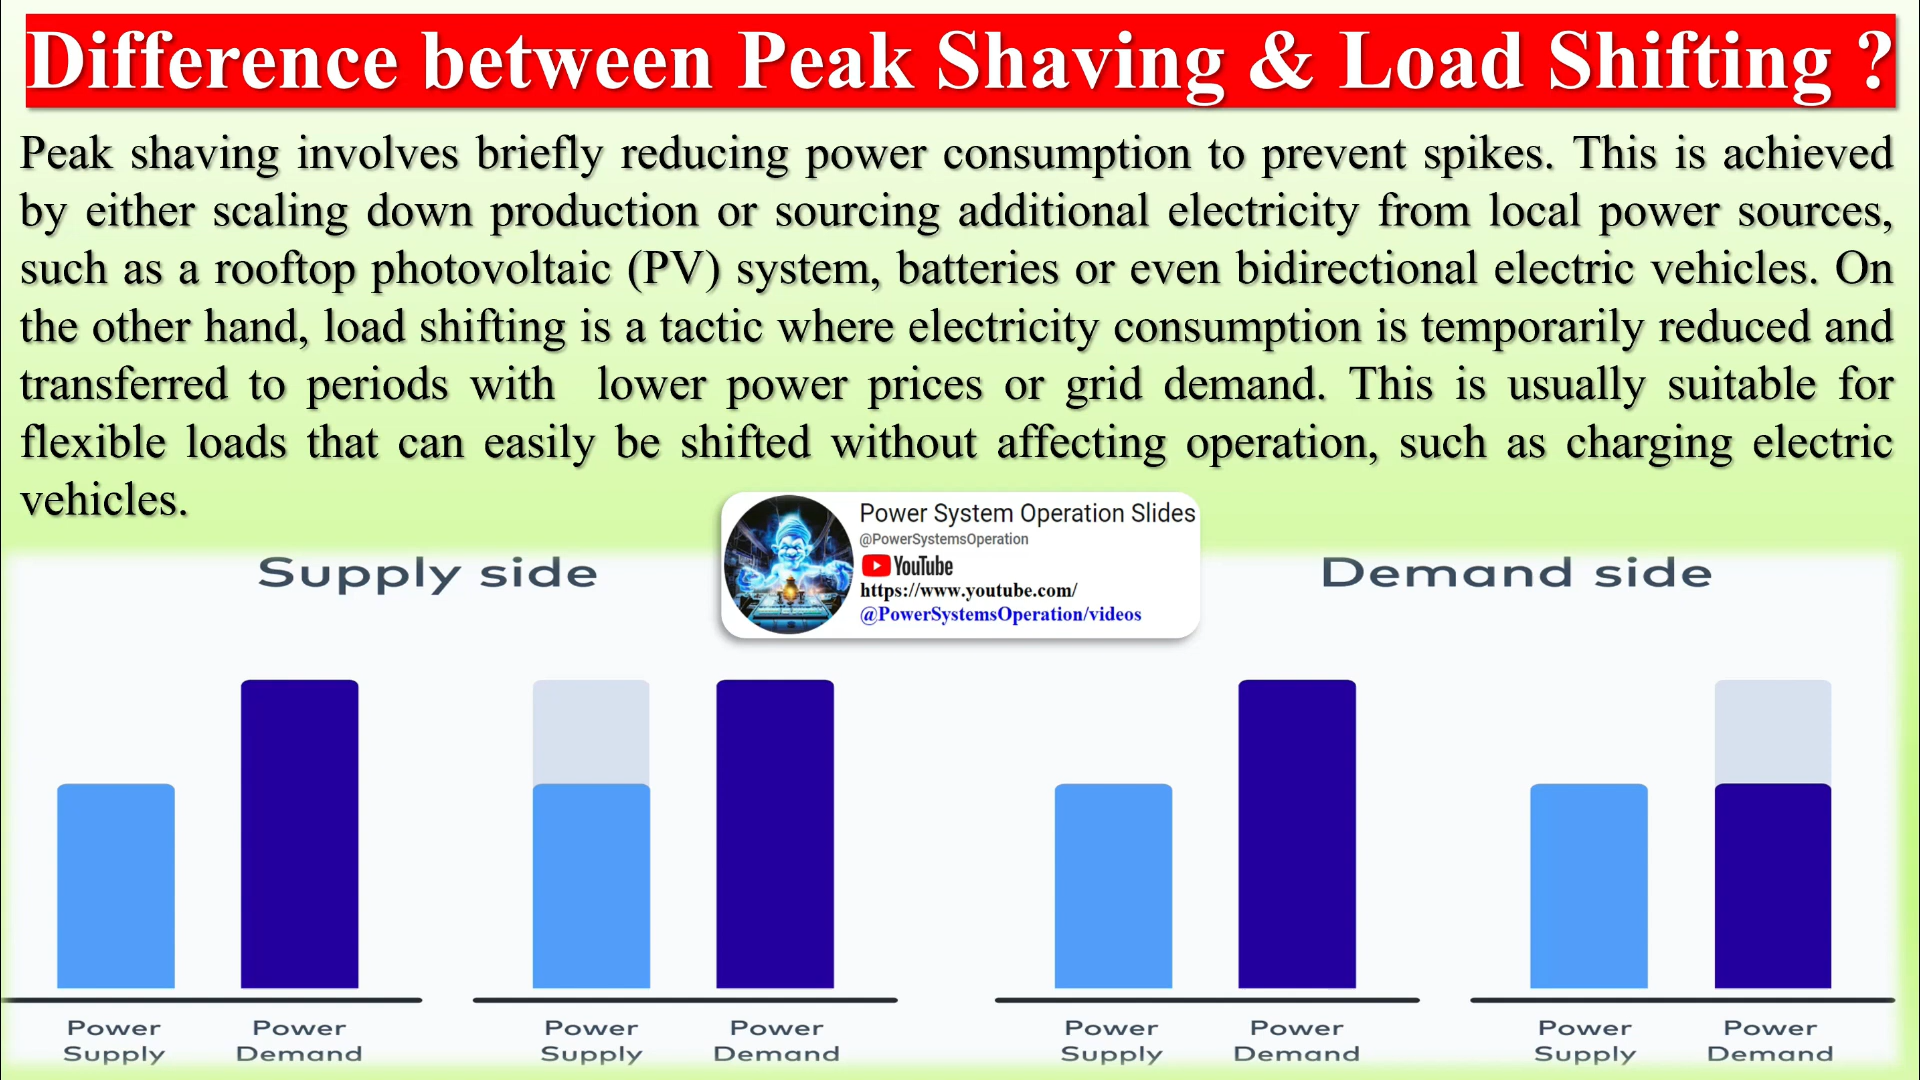 Difference between Peak Shaving & Load Shifting ?
Peak shaving involves briefly reducing power consumption to prevent spikes. This is achieved
by either scaling down production or sourcing additional electricity from local power sources,
such as a rooftop photovoltaic (PV) system, batteries or even bidirectional electric vehicles. On
the other hand, load shifting is a tactic where electricity consumption is temporarily reduced and
transferred to periods with lower power prices or grid demand. This is usually suitable for
flexible loads that can easily be shifted without affecting operation, such as charging electric
vehicles.
Power System Operation Slides
@PowerSystemsOperation
YouTube
https://www.youtube.com/
@PowerSystemsOperation/videos
Supply side
Demand side
Power
Supply
Power
Demand
Power
Supply
Power
Demand
Power
Supply
Power
Demand
Power
Supply
Power
Demand